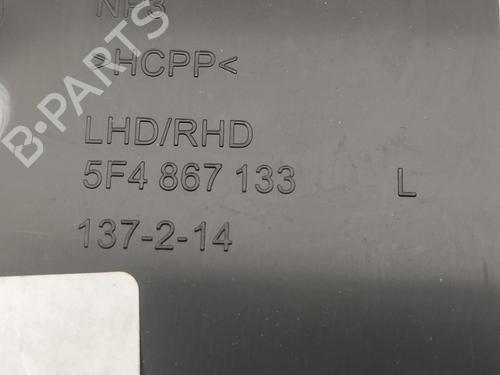 >HCPP<
LHD/RHD
5F4 867 133 L
137-2-14
B-PARTS